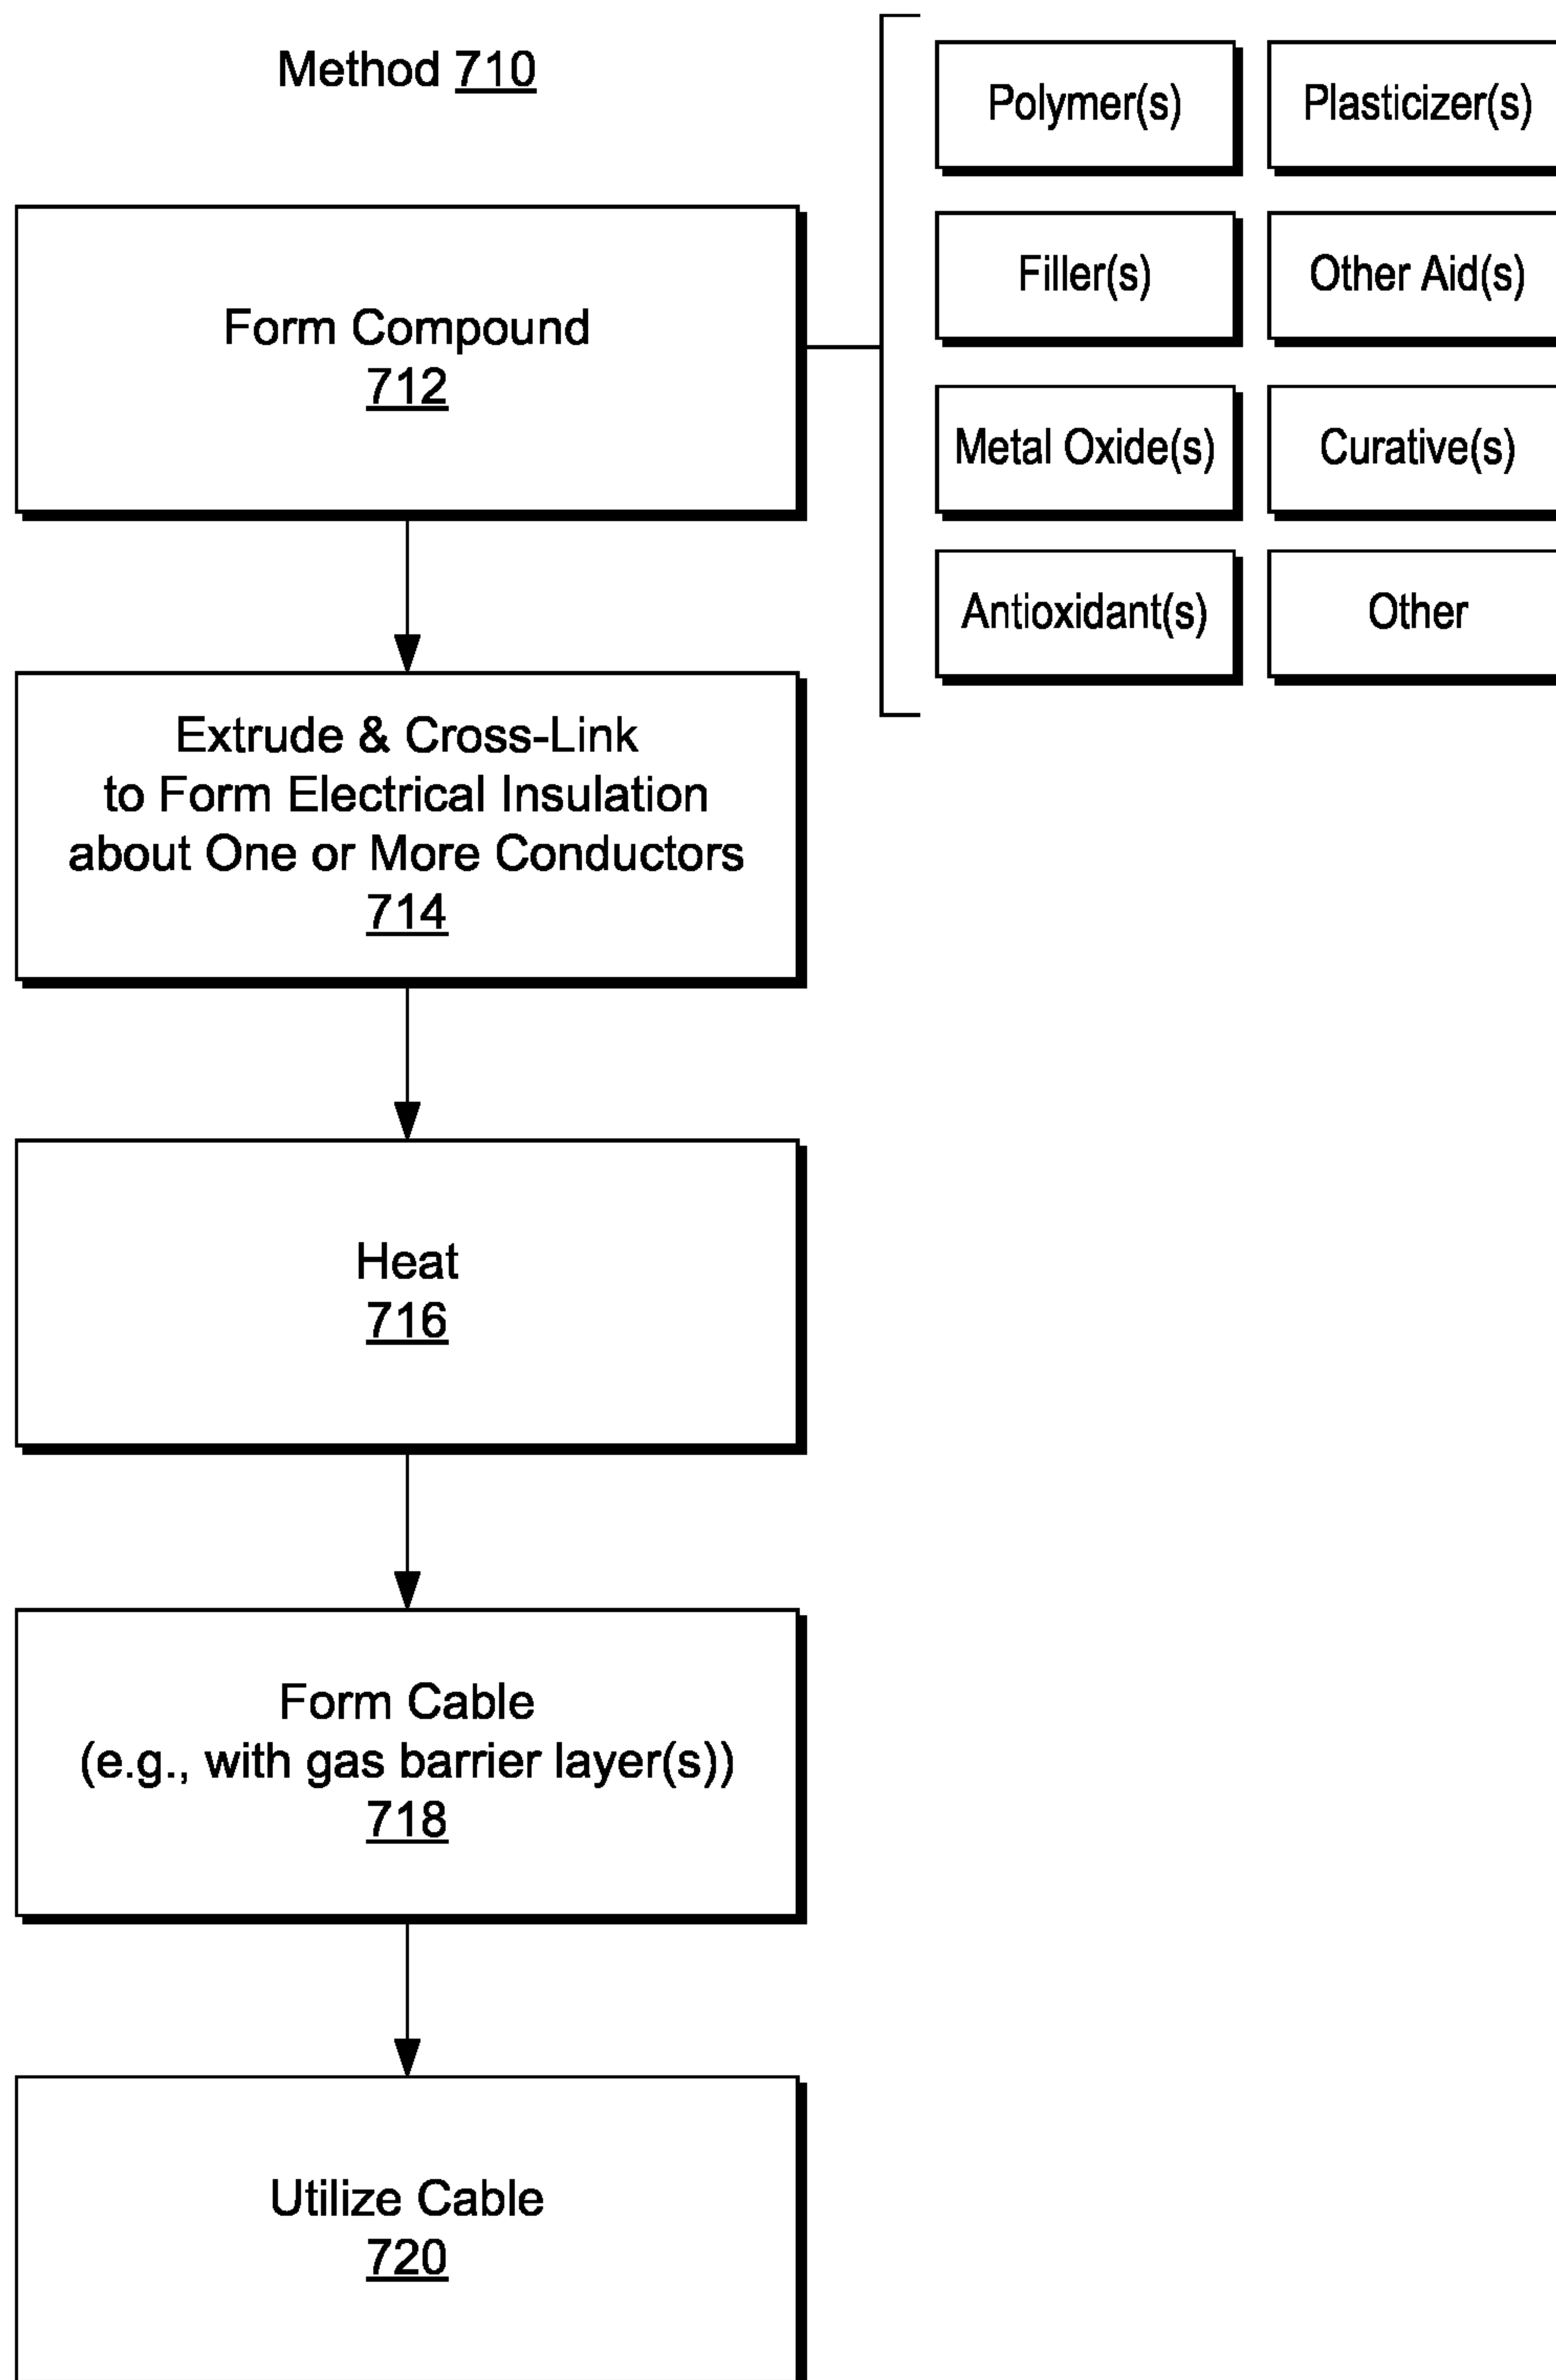 Method 710
Form Compound
712
Polymer(s)
Plasticizer(s)
Filler(s)
Other Aid(s)
Metal Oxide(s)
Curative(s)
Antioxidant(s)
Other
Extrude & Cross-Link
to Form Electrical Insulation
about One or More Conductors
714
Heat
716
Form Cable
(e.g., with gas barrier layer(s))
718
Utilize Cable
720